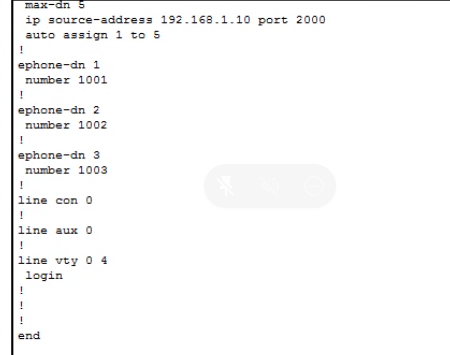 max-dn 5
ip source-address 192.168.1.10 port 2000
auto assign 1 to 5
!
ephone-dn 1
number 1001
!
ephone-dn 2
number 1002
!
ephone-dn 3
number 1003
!
line con 0
!
line aux 0
!
line vty 0 4
login
!
!
!
end